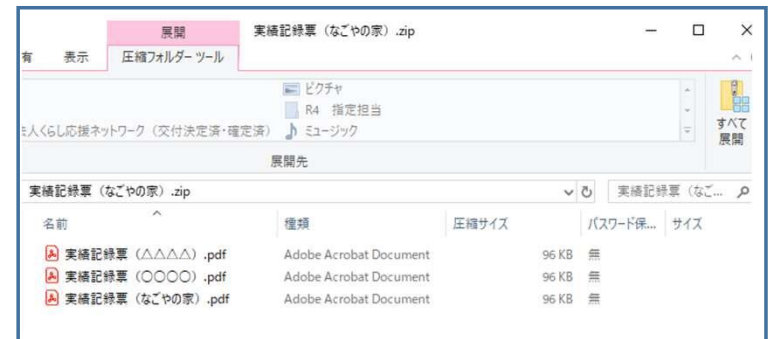 展開 実績記録票（なごやの家）.zip
有 表示 圧縮フォルダー ツール
ピクチャ
R4 指定担当
人くらし応援ネットワーク（交付決定済・確定済） ミュージック
すべて
展開
展開先
実績記録票（なごやの家）.zip 実績記録票（なご...
名前 種類 圧縮サイズ パスワード保... サイズ
実績記録票（△△△△）.pdf Adobe Acrobat Document 96 KB 無
実績記録票（〇〇〇〇）.pdf Adobe Acrobat Document 96 KB 無
実績記録票（なごやの家）.pdf Adobe Acrobat Document 96 KB 無